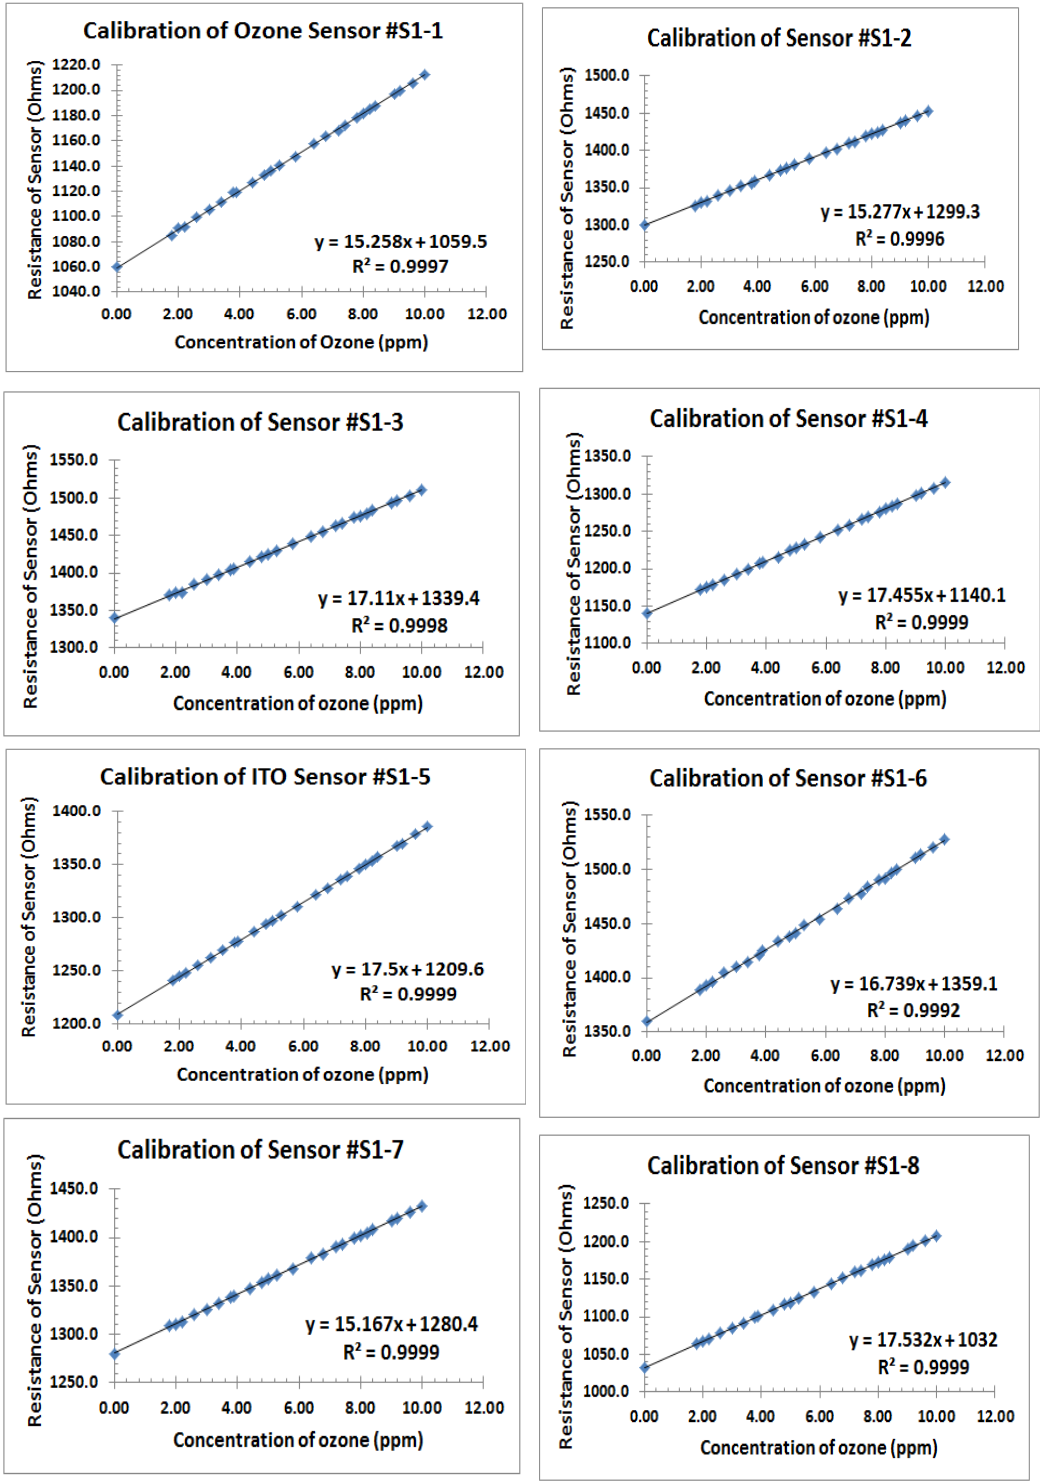 Calibration of Ozone Sensor #S1-1
Resistance of Sensor (Ohms)
1220.0
1200.0
1180.0
1160.0
1140.0
1120.0
1100.0
1080.0
1060.0
1040.0
y = 15.258x + 1059.5
R² = 0.9997
0.00 2.00 4.00 6.00 8.00 10.00 12.00
Concentration of Ozone (ppm)
Calibration of Sensor #S1-2
Resistance of Sensor (Ohms)
1500.0
1450.0
1400.0
1350.0
1300.0
1250.0
y = 15.277x + 1299.3
R² = 0.9996
0.00 2.00 4.00 6.00 8.00 10.00 12.00
Concentration of ozone (ppm)
Calibration of Sensor #S1-3
Resistance of Sensor (Ohms)
1550.0
1500.0
1450.0
1400.0
1350.0
1300.0
y = 17.11x + 1339.4
R² = 0.9998
0.00 2.00 4.00 6.00 8.00 10.00 12.00
Concentration of ozone (ppm)
Calibration of Sensor #S1-4
Resistance of Sensor (Ohms)
1350.0
1300.0
1250.0
1200.0
1150.0
1100.0
y = 17.455x + 1140.1
R² = 0.9999
0.00 2.00 4.00 6.00 8.00 10.00 12.00
Concentration of ozone (ppm)
Calibration of ITO Sensor #S1-5
Resistance of Sensor (Ohms)
1400.0
1350.0
1300.0
1250.0
1200.0
y = 17.5x + 1209.6
R² = 0.9999
0.00 2.00 4.00 6.00 8.00 10.00 12.00
Concentration of ozone (ppm)
Calibration of Sensor #S1-6
Resistance of Sensor (Ohms)
1550.0
1500.0
1450.0
1400.0
1350.0
y = 16.739x + 1359.1
R² = 0.9992
0.00 2.00 4.00 6.00 8.00 10.00 12.00
Concentration of ozone (ppm)
Calibration of Sensor #S1-7
Resistance of Sensor (Ohms)
1450.0
1400.0
1350.0
1300.0
1250.0
y = 15.167x + 1280.4
R² = 0.9999
0.00 2.00 4.00 6.00 8.00 10.00 12.00
Concentration of ozone (ppm)
Calibration of Sensor #S1-8
Resistance of Sensor (Ohms)
1250.0
1200.0
1150.0
1100.0
1050.0
1000.0
y = 17.532x + 1032
R² = 0.9999
0.00 2.00 4.00 6.00 8.00 10.00 12.00
Concentration of ozone (ppm)